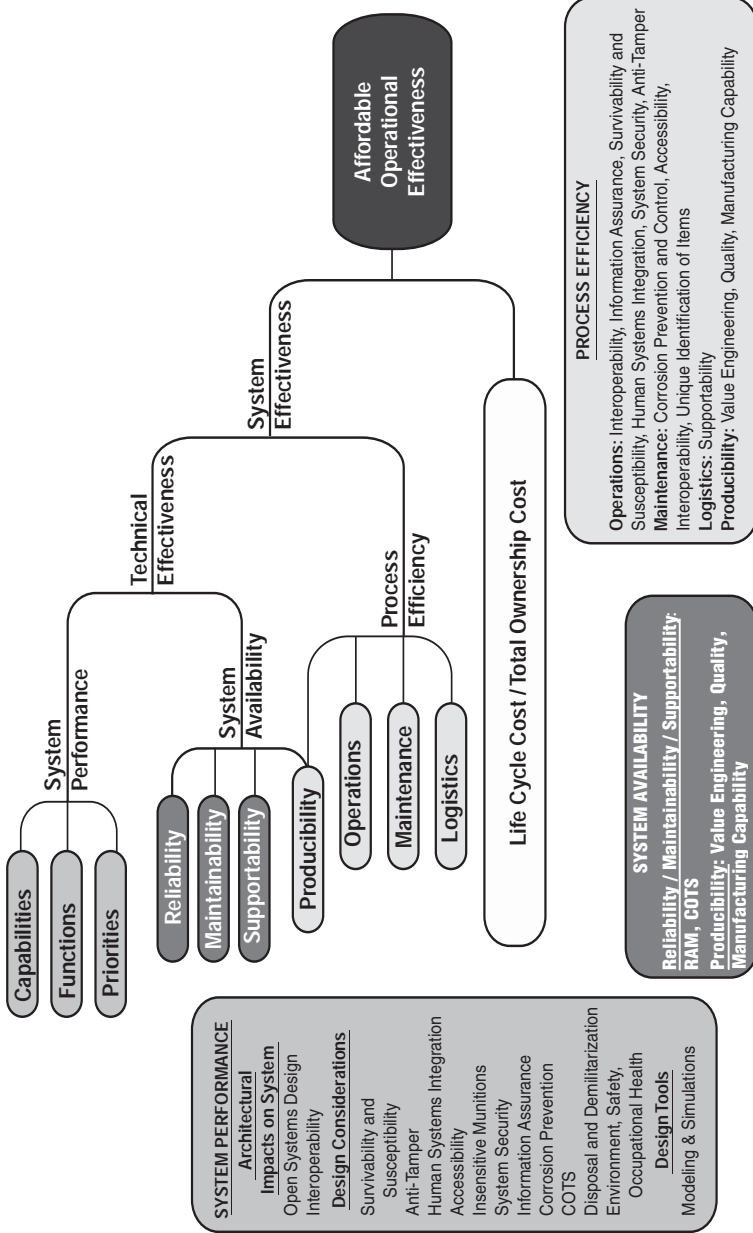 Capabilities
Functions
Priorities
System
Performance
Reliability
Maintainability
Supportability
Producibility
System
Availability
Technical
Effectiveness
Operations
Maintenance
Logistics
Process
Efficiency
System
Effectiveness
Life Cycle Cost / Total Ownership Cost
Affordable
Operational
Effectiveness
SYSTEM PERFORMANCE
Architectural
Impacts on System
Open Systems Design
Interoperability
Design Considerations
Survivability and
Susceptibility
Anti-Tamper
Human Systems Integration
Accessibility
Insensitive Munitions
System Security
Information Assurance
Corrosion Prevention
COTS
Disposal and Demilitarization
Environment, Safety,
Occupational Health
Design Tools
Modeling & Simulations
SYSTEM AVAILABILITY
Reliability / Maintainability / Supportability:
RAM, COTS
Producibility: Value Engineering, Quality,
Manufacturing Capability
PROCESS EFFICIENCY
Operations: Interoperability, Information Assurance, Survivability and
Susceptibility, Human Systems Integration, System Security, Anti-Tamper
Maintenance: Corrosion Prevention and Control, Accessibility,
Interoperability, Unique Identification of Items
Logistics: Supportability
Producibility: Value Engineering, Quality, Manufacturing Capability